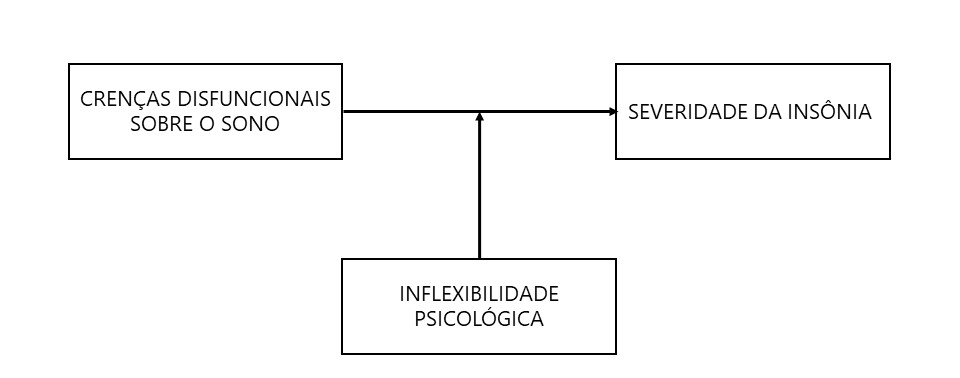 CRENÇAS DISFUNCIONAIS
SOBRE O SONO
SEVERIDADE DA INSÔNIA
INFLEXIBILIDADE
PSICOLÓGICA